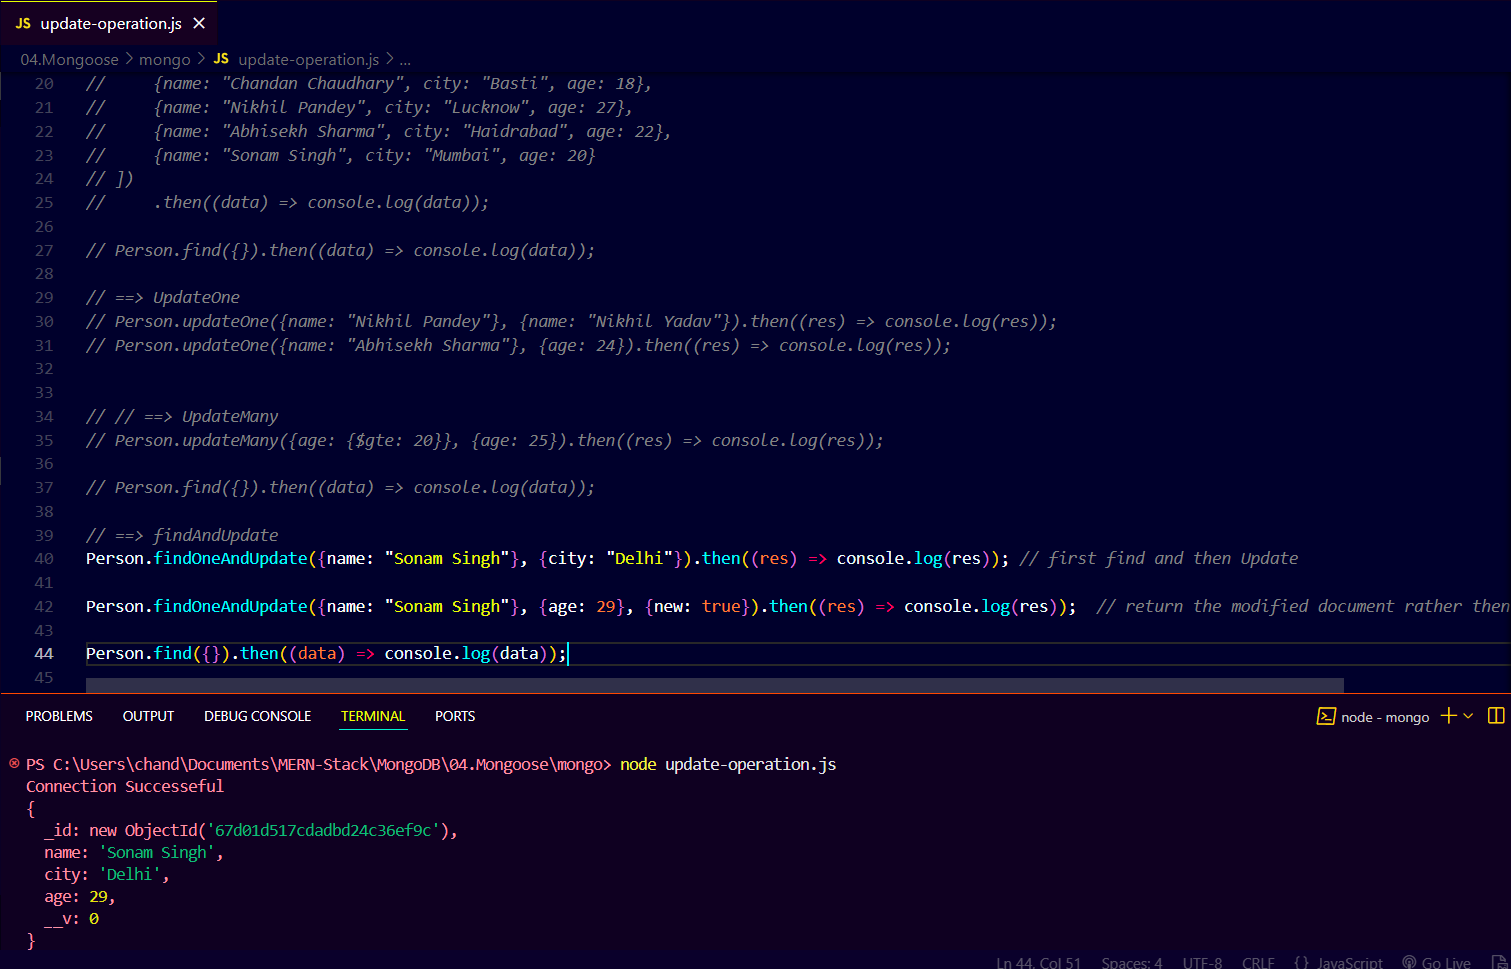 JS update-operation.js ×
04.Mongoose > mongo > JS update-operation.js > ...
20 //     {name: "Chandan Chaudhary", city: "Basti", age: 18},
21 //     {name: "Nikhil Pandey", city: "Lucknow", age: 27},
22 //     {name: "Abhisekh Sharma", city: "Haidrabad", age: 22},
23 //     {name: "Sonam Singh", city: "Mumbai", age: 20}
24 // ])
25 //     .then((data) => console.log(data));
26
27 // Person.find({}).then((data) => console.log(data));
28
29 // ==> UpdateOne
30 // Person.updateOne({name: "Nikhil Pandey"}, {name: "Nikhil Yadav"}).then((res) => console.log(res));
31 // Person.updateOne({name: "Abhisekh Sharma"}, {age: 24}).then((res) => console.log(res));
32
33
34 // // ==> UpdateMany
35 // Person.updateMany({age: {$gte: 20}}, {age: 25}).then((res) => console.log(res));
36
37 // Person.find({}).then((data) => console.log(data));
38
39 // ==> findAndUpdate
40 Person.findOneAndUpdate({name: "Sonam Singh"}, {city: "Delhi"}).then((res) => console.log(res)); // first find and then Update
41
42 Person.findOneAndUpdate({name: "Sonam Singh"}, {age: 29}, {new: true}).then((res) => console.log(res));  // return the modified document rather then
43
44 Person.find({}).then((data) => console.log(data));
45
PROBLEMS OUTPUT DEBUG CONSOLE TERMINAL PORTS node - mongo
PS C:\Users\chand\Documents\MERN-Stack\MongoDB\04.Mongoose\mongo> node update-operation.js
Connection Successeful
{
  _id: new ObjectId('67d01d517cdadbd24c36ef9c'),
  name: 'Sonam Singh',
  city: 'Delhi',
  age: 29,
  __v: 0
}
Ln 44, Col 51 Spaces: 4 UTF-8 CRLF {} JavaScript Go Live